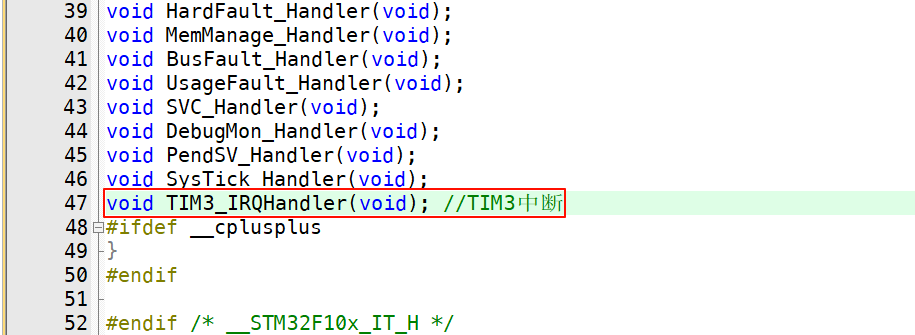 39 void HardFault_Handler(void);
40 void MemManage_Handler(void);
41 void BusFault_Handler(void);
42 void UsageFault_Handler(void);
43 void SVC_Handler(void);
44 void DebugMon_Handler(void);
45 void PendSV_Handler(void);
46 void SysTick_Handler(void);
47 void TIM3_IRQHandler(void); //TIM3中断
48 #ifdef __cplusplus
49 }
50 #endif
51
52 #endif /* __STM32F10x_IT_H */